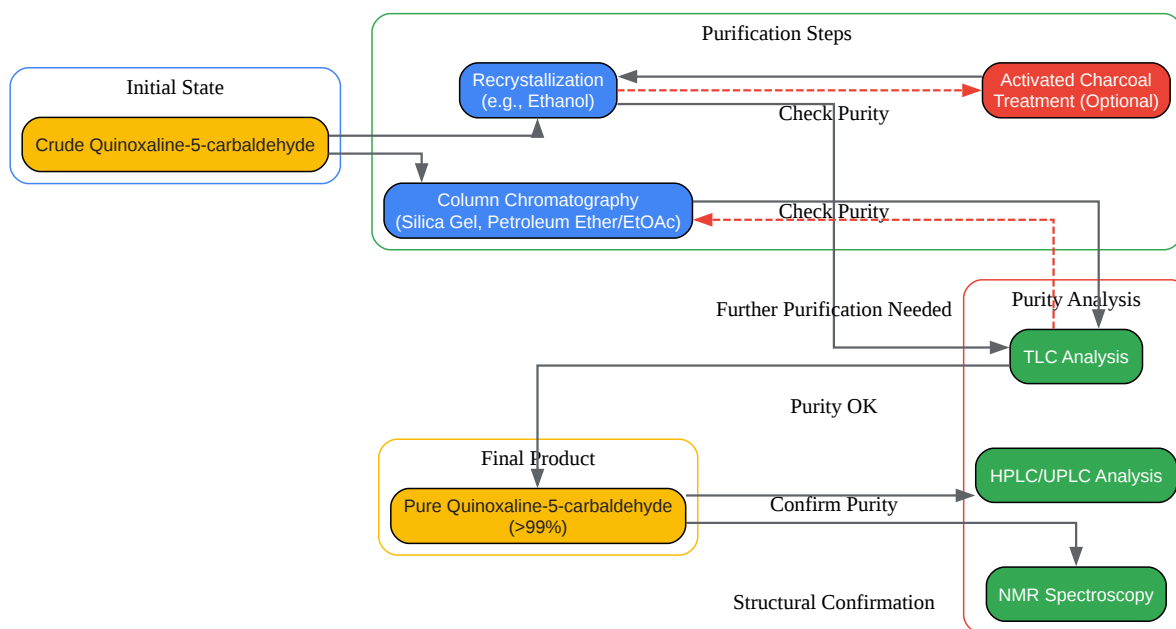 Purification Steps
Initial State
Recrystallization
(e.g., Ethanol)
Activated Charcoal
Treatment (Optional)
Check Purity
Crude Quinoxaline-5-carbaldehyde
Column Chromatography
(Silica Gel, Petroleum Ether/EtOAc)
Check Purity
Further Purification Needed
Purity Analysis
TLC Analysis
Purity OK
Final Product
Pure Quinoxaline-5-carbaldehyde
(>99%)
HPLC/UPLC Analysis
Confirm Purity
NMR Spectroscopy
Structural Confirmation